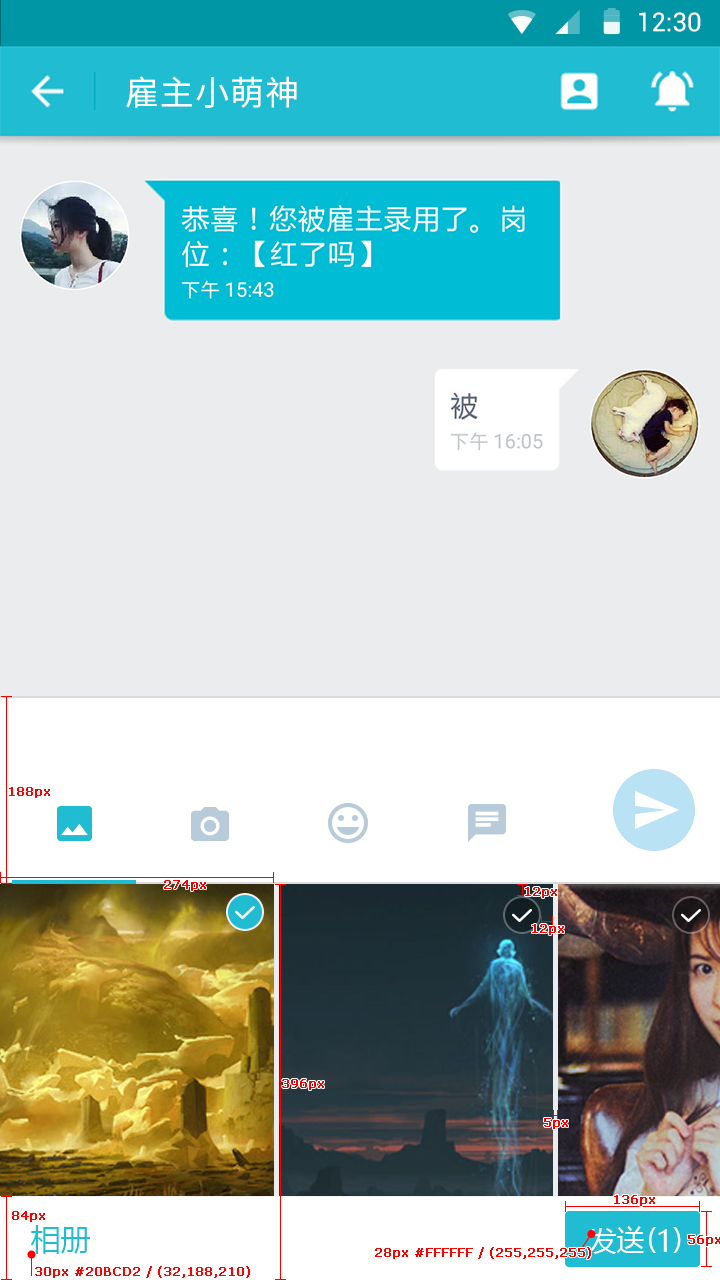 12:30
雇主小萌神
恭喜！您被雇主录用了。岗
位：【红了吗】
下午 15:43
被
下午 16:05
188px
274px
12px
12px
396px
5px
136px
84px
相册
发送(1)
56px
28px #FFFFFF / (255,255,255)
30px #20BCD2 / (32,188,210)